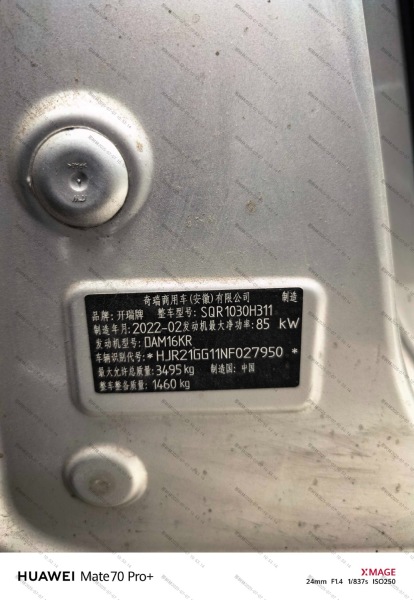 奇瑞商用车(安徽)有限公司 制造
品牌:开瑞牌 整车型号:SQR1030H311
制造年月:2022-02发动机最大净功率:85 kW
发动机型号:DAM16KR
车辆识别代号:*HJR21GG11NF027950*
最大允许总质量:3495kg 制造国:中国
整车整备质量:1460kg
HUAWEI Mate70 Pro+
XMAGE
24mm F1.4 1/837s ISO250